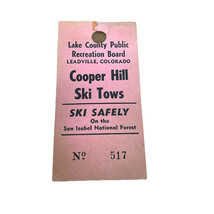 Lake County Public
Recreation Board
LEADVILLE, COLORADO
Cooper Hill
Ski Tows
SKI SAFELY
On the
San Isabel National Forest
Nº 517